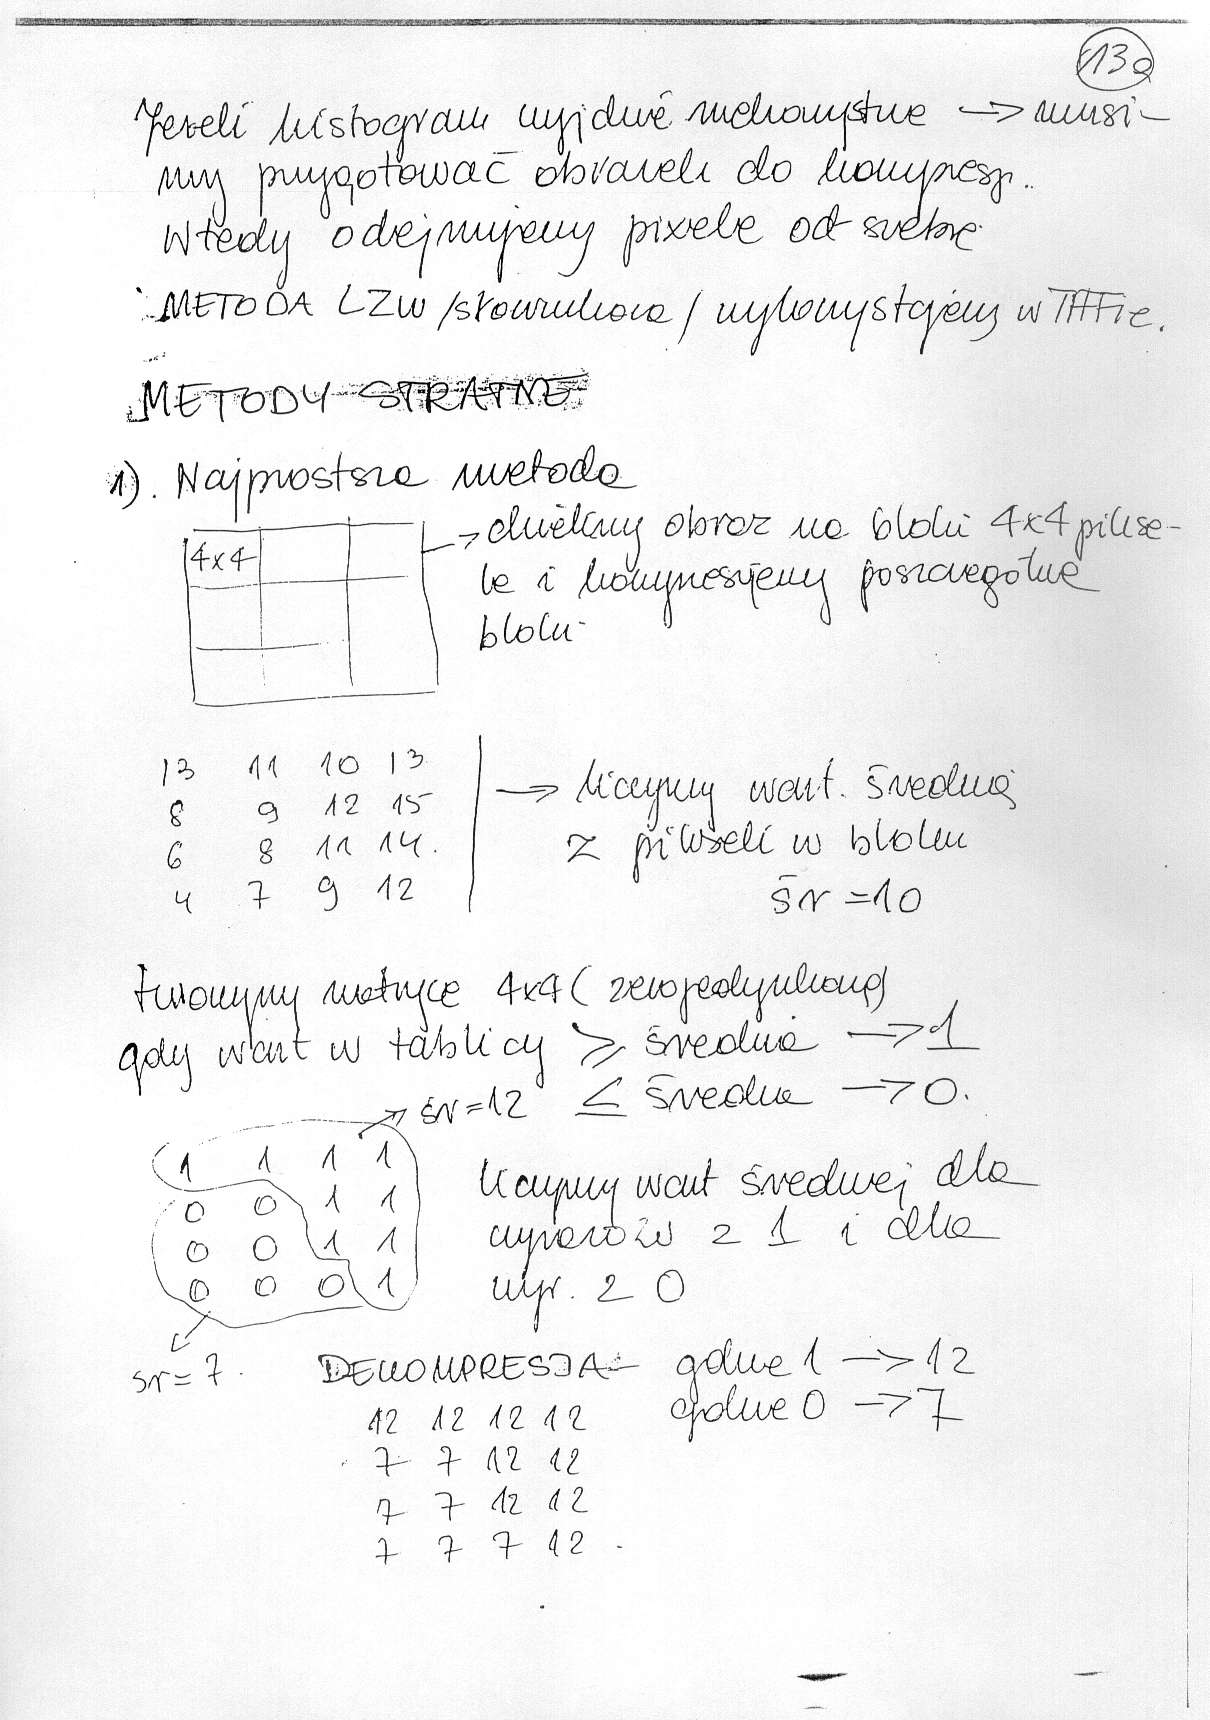 13a
Jeżeli histogram wyjdzie niekorzystne → musi-
my przygotować obrazek do kompresji.
Wtedy odejmujemy pixele od siebie
METODA LZW /słownikowa/ wykorzystujemy w TIFFie.
METODY STRATNE
1). Najprostsza metoda
4x4
→ dzielimy obraz na bloki 4x4 pikse-
le i kompresujemy poszczególne
bloki
13 11 10 13
8 9 12 15
6 8 11 14.
4 7 9 12
→ liczymy wart. średnią
z pikseli w bloku
śr = 10
tworzymy matryce 4x4 (zerojedynkową)
gdy wart w tablicy ≥ średnia → 1
≤ średnia → 0.
→ śr = 12
1 1 1 1
0 0 1 1
0 0 1 1
0 0 0 1
liczymy wart średniej dla
wyrazów z 1 i dla
wyr. z 0
śr = 7.
DEKOMPRESJA - gdzie 1 → 12
gdzie 0 → 7
12 12 12 12
7 7 12 12
7 7 12 12
7 7 7 12